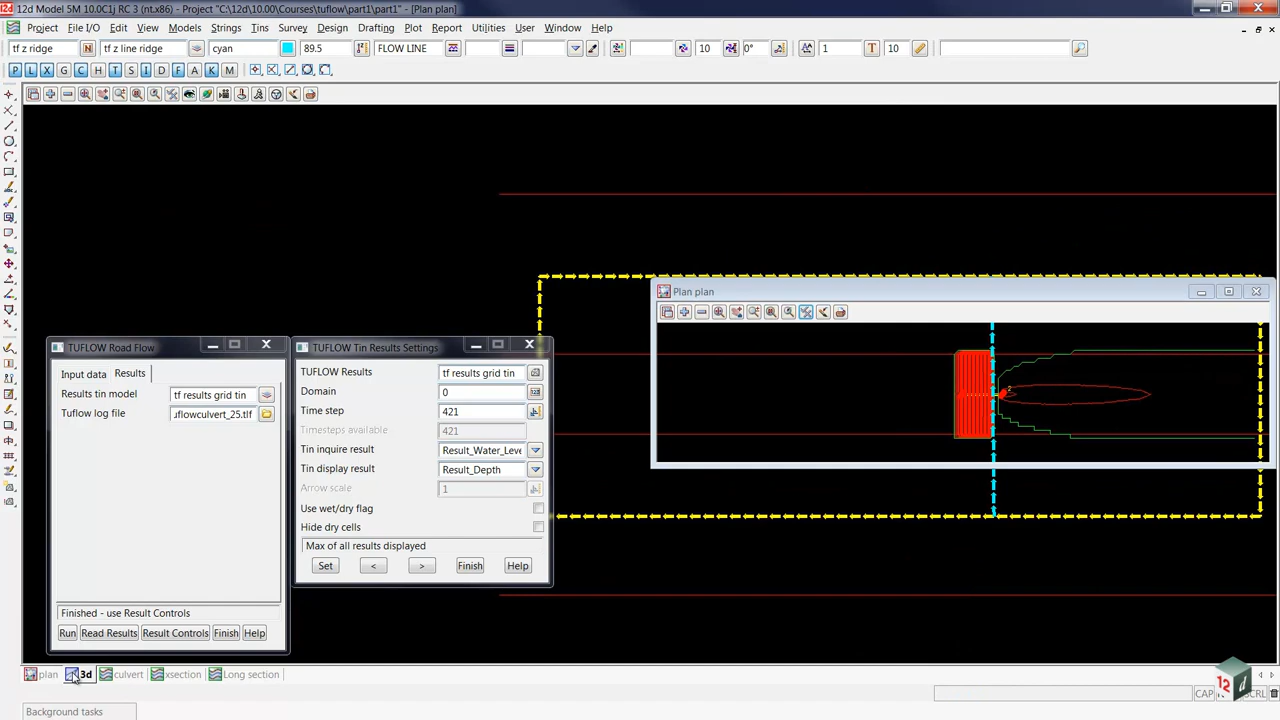 12d Model 5M 10.0C1j RC 3 (nt.x86) - Project "C:\12d\10.00\Courses\tuflow\part1\part1" - [Plan plan]
Project File I/O Edit View Models Strings Tins Survey Design Drafting Plot Report Utilities User Window Help
tf z ridge N tf z line ridge cyan 89.5 FLOW LINE 10 0° 1 T 10
P L X G C H T S I D F A K M
Plan plan
2
TUFLOW Road Flow
Input data Results
Results tin model tf results grid tin
Tuflow log file uflowculvert_25.tlf
Finished - use Result Controls
Run Read Results Result Controls Finish Help
TUFLOW Tin Results Settings
TUFLOW Results tf results grid tin
Domain 0
Time step 421
Timesteps available 421
Tin inquire result Result_Water_Leve
Tin display result Result_Depth
Arrow scale 1
Use wet/dry flag
Hide dry cells
Max of all results displayed
Set < > Finish Help
plan 3d culvert xsection Long section
12 d
CAP SCRL
Background tasks